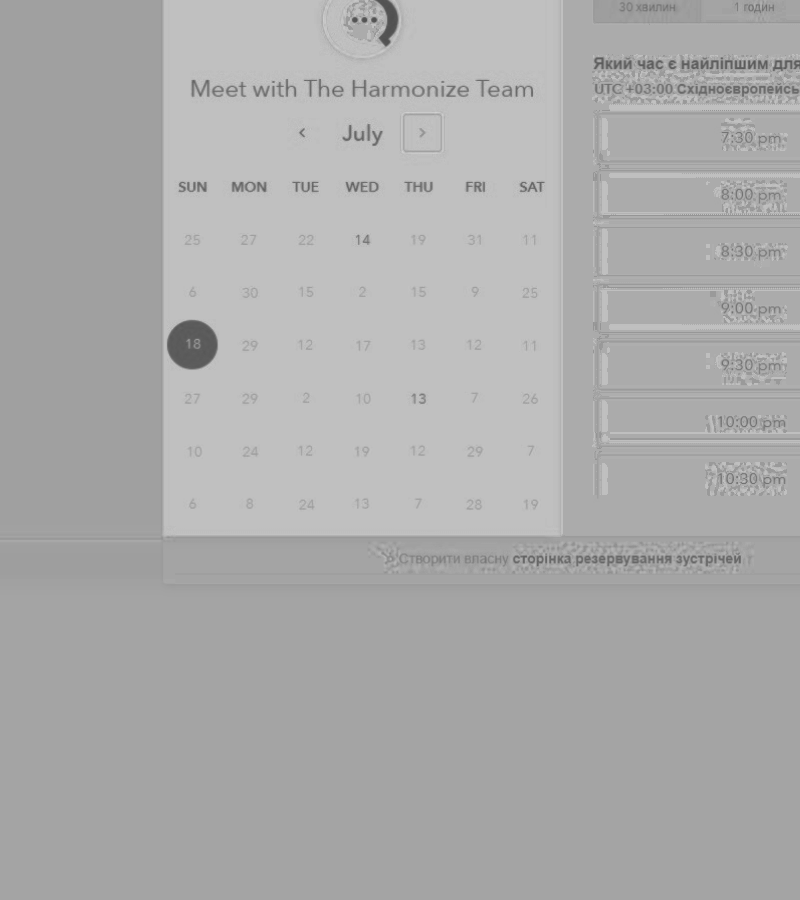 30 хвилин 1 годин
Meet with The Harmonize Team
July
SUN MON TUE WED THU FRI SAT
25 27 22 14 19 31 11
6 30 15 2 15 9 25
18 29 12 17 13 12 11
27 29 2 10 13 7 26
10 24 12 19 12 29 7
6 8 24 13 7 28 19
Який час є найліпшим для
UTC +03:00 Східноєвропейсь
7:30 pm
8:00 pm
8:30 pm
9:00 pm
9:30 pm
10:00 pm
10:30 pm
Створити власну сторінка резервування зустрічей